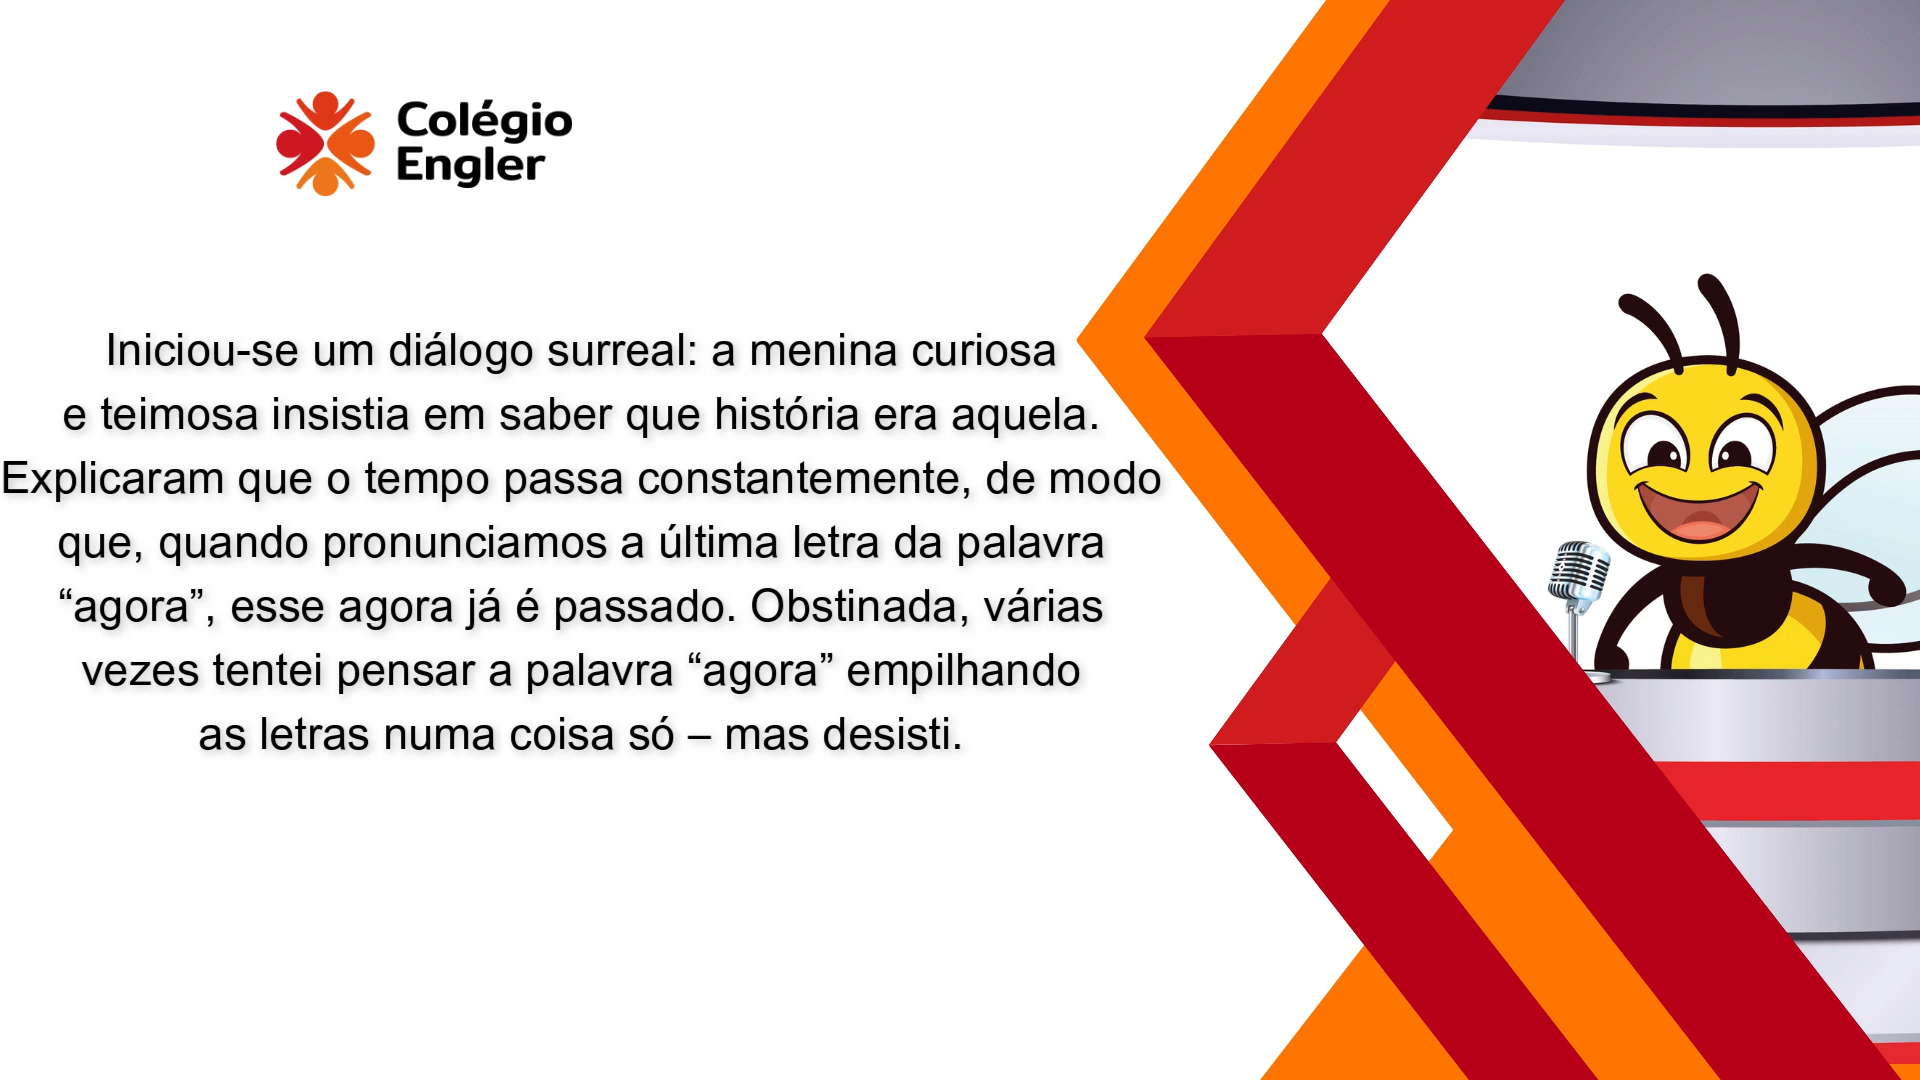 Colégio
Engler
Iniciou-se um diálogo surreal: a menina curiosa
e teimosa insistia em saber que história era aquela.
Explicaram que o tempo passa constantemente, de modo
que, quando pronunciamos a última letra da palavra
“agora”, esse agora já é passado. Obstinada, várias
vezes tentei pensar a palavra “agora” empilhando
as letras numa coisa só – mas desisti.